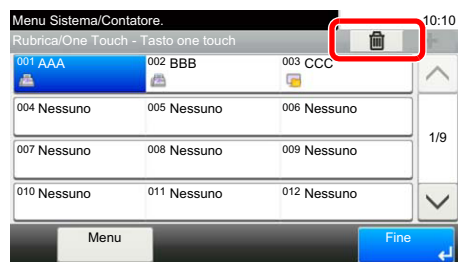 Menu Sistema/Contatore. 10:10
Rubrica/One Touch - Tasto one touch
001 AAA 002 BBB 003 CCC
004 Nessuno 005 Nessuno 006 Nessuno
1/9
007 Nessuno 008 Nessuno 009 Nessuno
010 Nessuno 011 Nessuno 012 Nessuno
Menu Fine